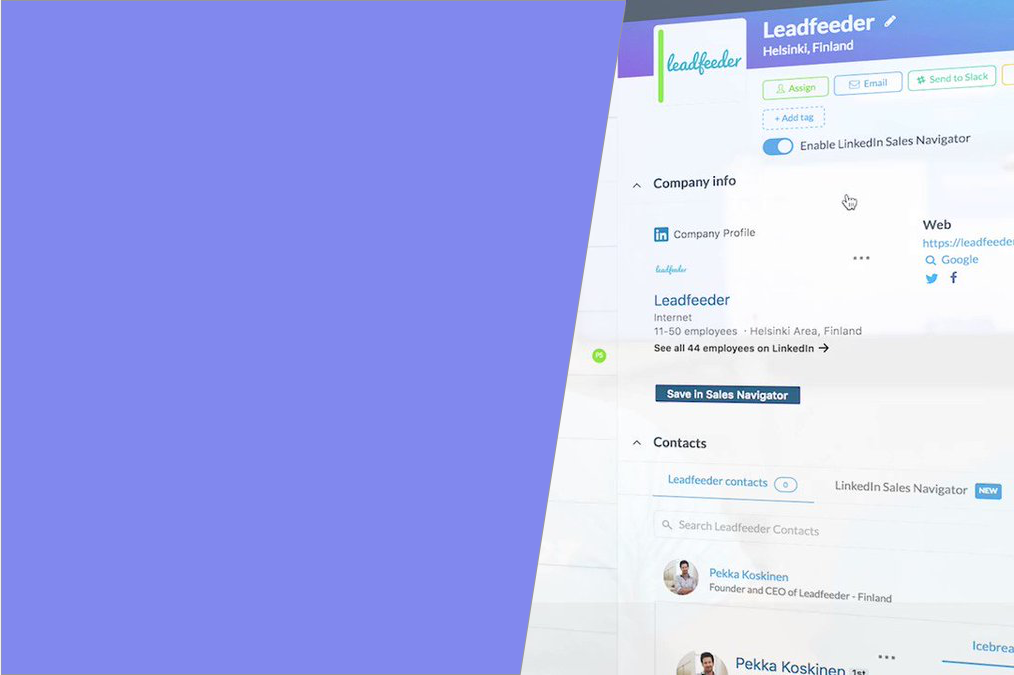 Leadfeeder
leadfeeder
Helsinki, Finland
Assign
Email
Send to Slack
+ Add tag
Enable LinkedIn Sales Navigator
Company info
in Company Profile
Web
https://leadfeeder
Google
leadfeeder
Leadfeeder
Internet
11-50 employees · Helsinki Area, Finland
See all 44 employees on LinkedIn →
PS
Save in Sales Navigator
Contacts
Leadfeeder contacts 0
LinkedIn Sales Navigator NEW
Search Leadfeeder Contacts
Pekka Koskinen
Founder and CEO of Leadfeeder - Finland
Icebrea
Pekka Koskinen 1st